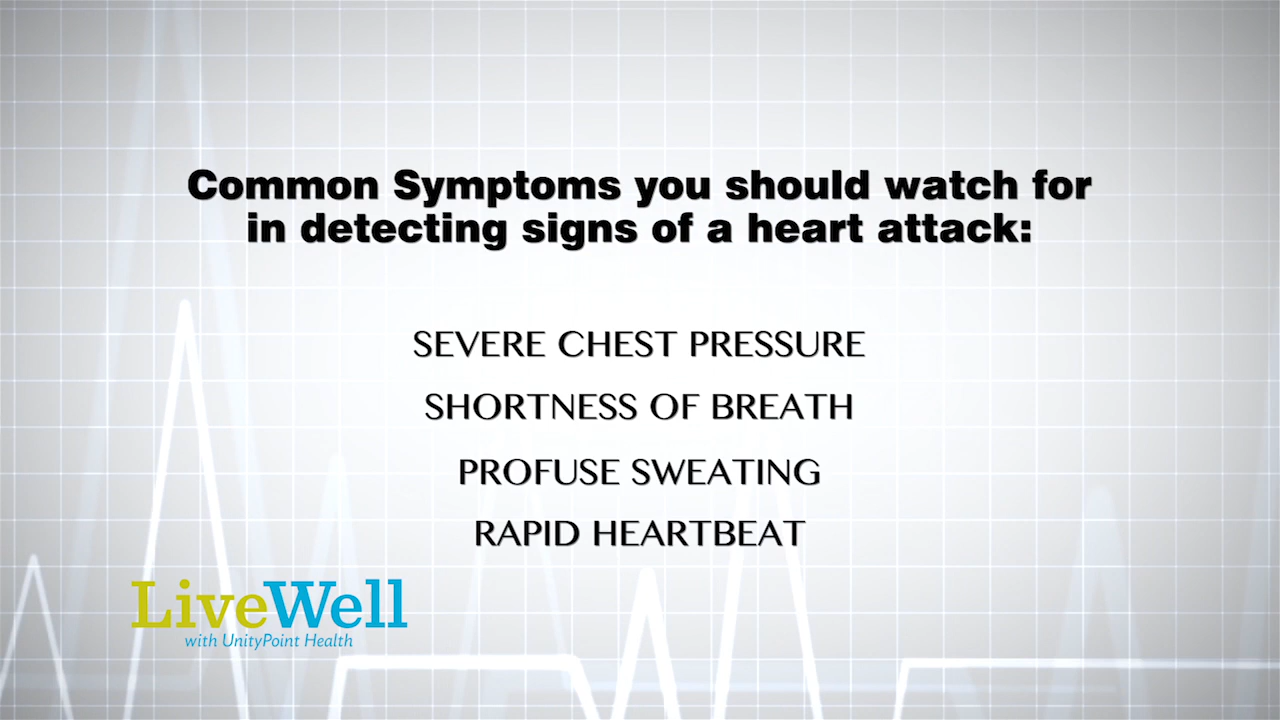 Common Symptoms you should watch for
in detecting signs of a heart attack:
SEVERE CHEST PRESSURE
SHORTNESS OF BREATH
PROFUSE SWEATING
RAPID HEARTBEAT
LiveWell
with UnityPoint Health